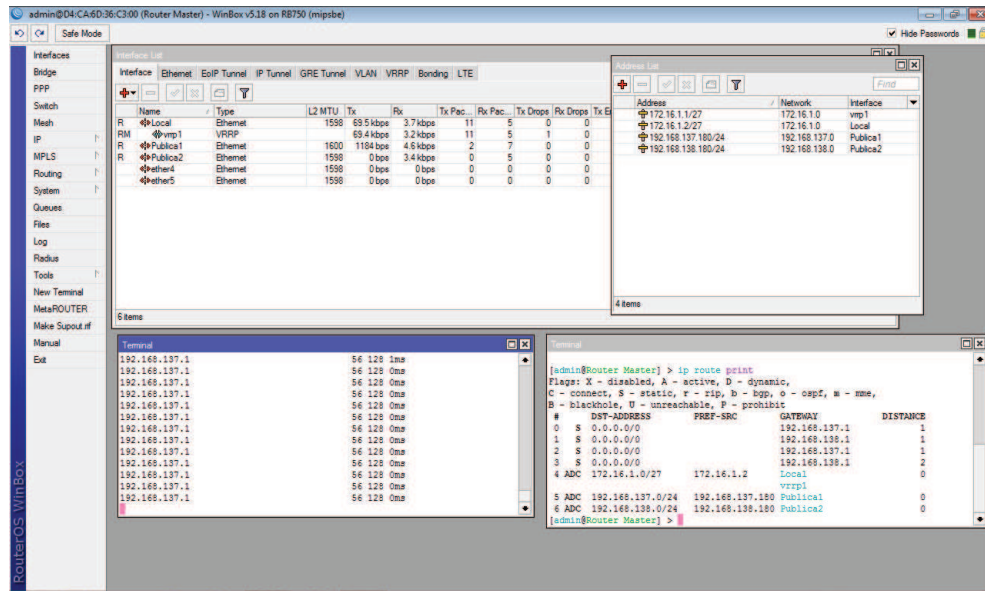 admin@D4:CA:6D:36:C3:00 (Router Master) - WinBox v5.18 on RB750 (mipsbe)
Safe Mode
Hide Passwords
Interfaces
Bridge
PPP
Switch
Mesh
IP
MPLS
Routing
System
Queues
Files
Log
Radius
Tools
New Terminal
MetaROUTER
Make Supout.rif
Manual
Exit
RouterOS WinBox
Interface List
Interface Ethernet EoIP Tunnel IP Tunnel GRE Tunnel VLAN VRRP Bonding LTE
Name / Type L2 MTU Tx Rx Tx Pac... Rx Pac... Tx Drops Rx Drops Tx E
R Local Ethernet 1598 69.5 kbps 3.7 kbps 11 5 0 0
RM vrrp1 VRRP 69.4 kbps 3.2 kbps 11 5 1 0
R Publica1 Ethernet 1600 1184 bps 4.6 kbps 2 7 0 0
R Publica2 Ethernet 1598 0 bps 3.4 kbps 0 5 0 0
ether4 Ethernet 1598 0 bps 0 bps 0 0 0 0
ether5 Ethernet 1598 0 bps 0 bps 0 0 0 0
6 items
Address List
Find
Address / Network Interface
172.16.1.1/27 172.16.1.0 vrrp1
172.16.1.2/27 172.16.1.0 Local
192.168.137.180/24 192.168.137.0 Publica1
192.168.138.180/24 192.168.138.0 Publica2
4 items
Terminal
192.168.137.1 56 128 1ms
192.168.137.1 56 128 0ms
192.168.137.1 56 128 0ms
192.168.137.1 56 128 0ms
192.168.137.1 56 128 0ms
192.168.137.1 56 128 0ms
192.168.137.1 56 128 0ms
192.168.137.1 56 128 0ms
192.168.137.1 56 128 0ms
192.168.137.1 56 128 0ms
192.168.137.1 56 128 0ms
192.168.137.1 56 128 0ms
192.168.137.1 56 128 0ms
Terminal
[admin@Router Master] > ip route print
Flags: X - disabled, A - active, D - dynamic,
C - connect, S - static, r - rip, b - bgp, o - ospf, m - mme,
B - blackhole, U - unreachable, P - prohibit
# DST-ADDRESS PREF-SRC GATEWAY DISTANCE
0 S 0.0.0.0/0 192.168.137.1 1
1 S 0.0.0.0/0 192.168.138.1 1
2 S 0.0.0.0/0 192.168.137.1 1
3 S 0.0.0.0/0 192.168.138.1 2
4 ADC 172.16.1.0/27 172.16.1.2 Local 0
vrrp1
5 ADC 192.168.137.0/24 192.168.137.180 Publica1 0
6 ADC 192.168.138.0/24 192.168.138.180 Publica2 0
[admin@Router Master] >